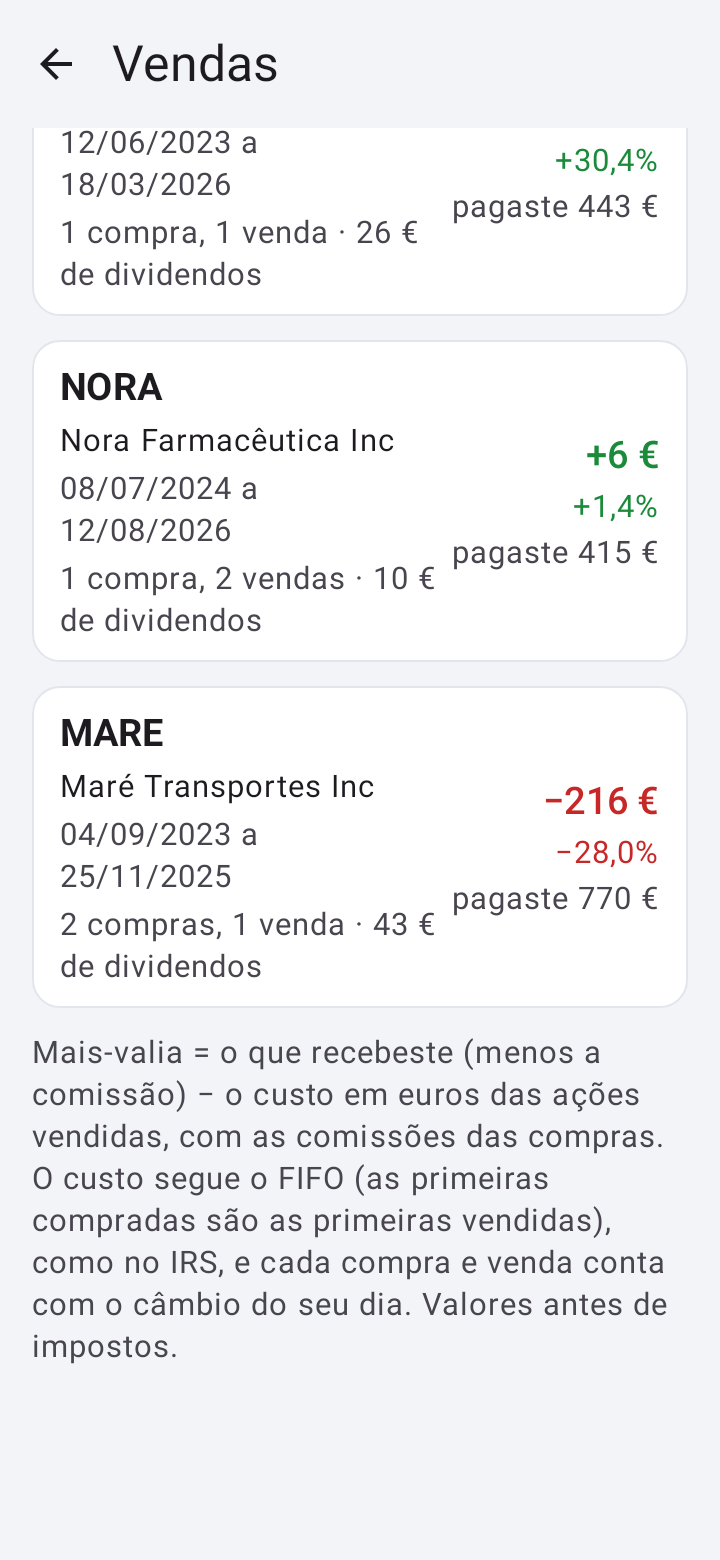 Vendas
12/06/2023 a
18/03/2026
1 compra, 1 venda · 26 €
de dividendos
+30,4%
pagaste 443 €
NORA
Nora Farmacêutica Inc
08/07/2024 a
12/08/2026
1 compra, 2 vendas · 10 €
de dividendos
+6 €
+1,4%
pagaste 415 €
MARE
Maré Transportes Inc
04/09/2023 a
25/11/2025
2 compras, 1 venda · 43 €
de dividendos
−216 €
−28,0%
pagaste 770 €
Mais-valia = o que recebeste (menos a
comissão) − o custo em euros das ações
vendidas, com as comissões das compras.
O custo segue o FIFO (as primeiras
compradas são as primeiras vendidas),
como no IRS, e cada compra e venda conta
com o câmbio do seu dia. Valores antes de
impostos.